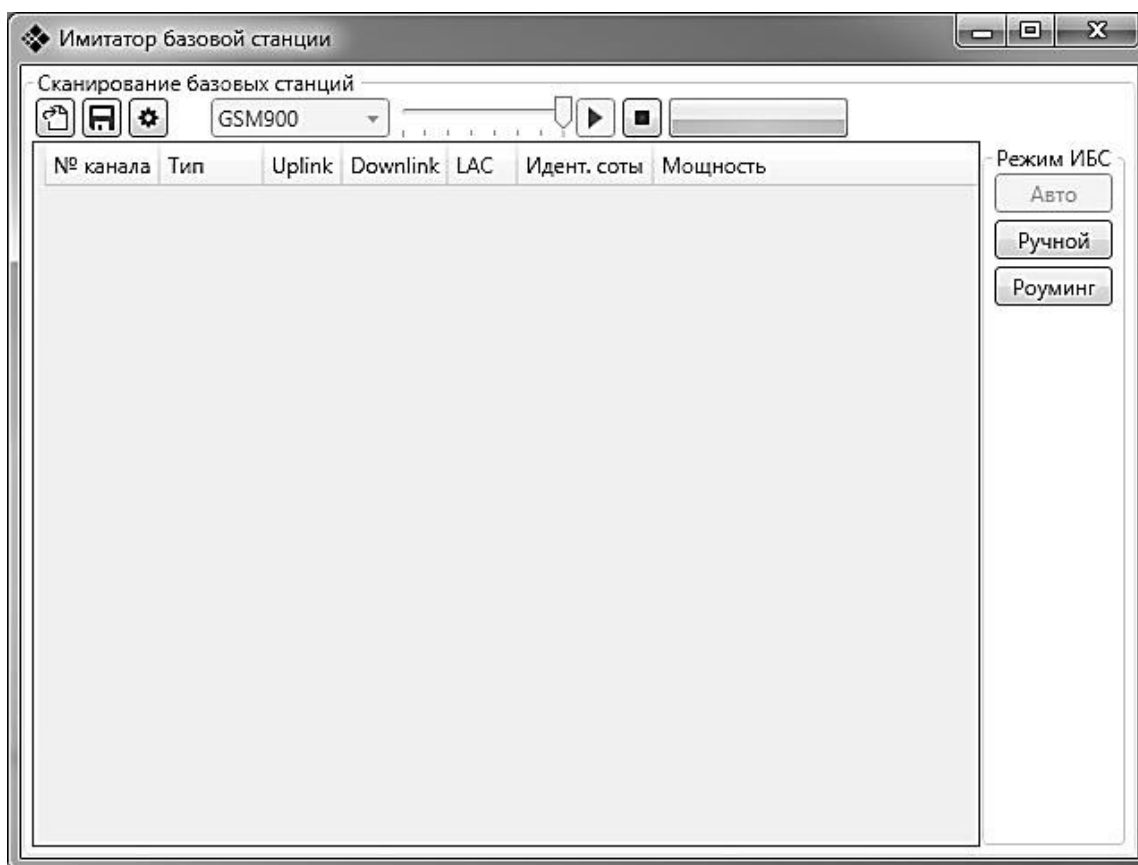 Имитатор базовой станции
Сканирование базовых станций
GSM900
№ канала Тип Uplink Downlink LAC Идент. соты Мощность
Режим ИБС
Авто
Ручной
Роуминг